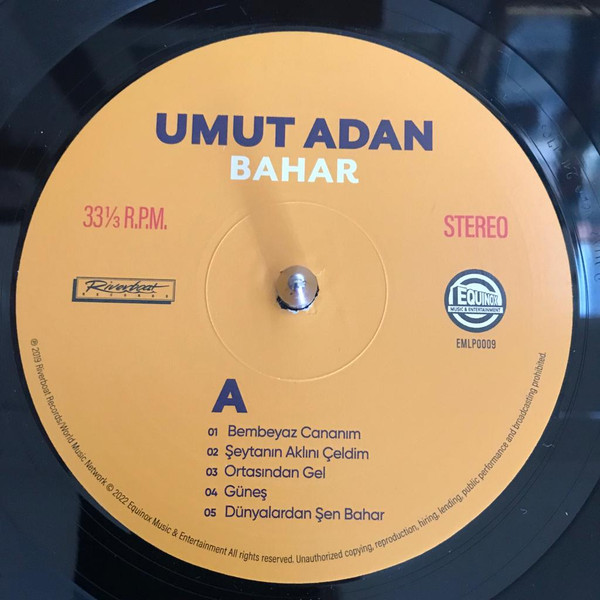 UMUT ADAN
BAHAR
33⅓ R.P.M.
STEREO
Riverboat
RECORDS
EQUINOX
MUSIC & ENTERTAINMENT
EMLP0009
A
01 Bembeyaz Cananım
02 Şeytanın Aklını Çeldim
03 Ortasından Gel
04 Güneş
05 Dünyalardan Şen Bahar
℗ 2019 Riverboat Records/World Music Network © 2022 Equinox Music & Entertainment All rights reserved. Unauthorized copying, reproduction, hiring, lending, public performance and broadcasting prohibited.